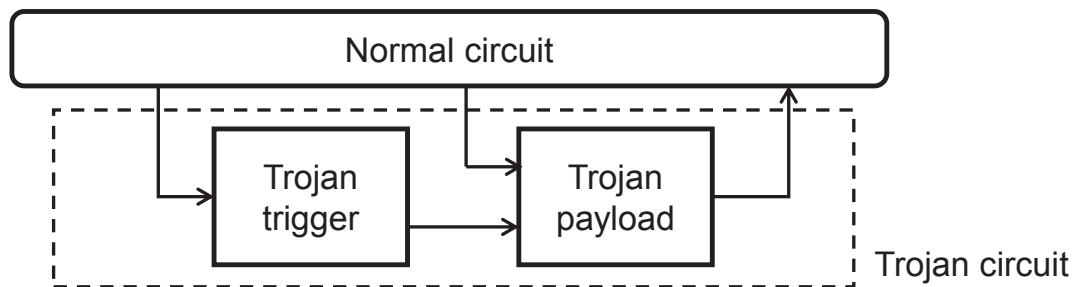 Normal circuit
Trojan
trigger
Trojan
payload
Trojan circuit